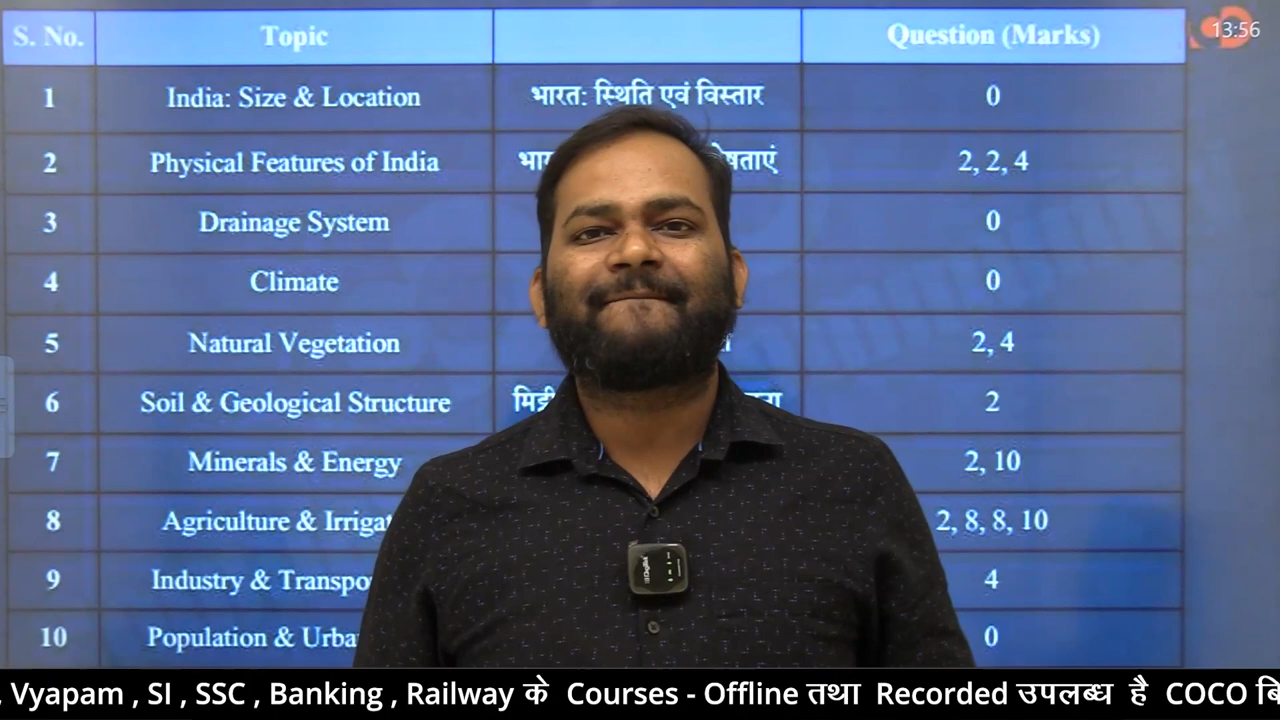 S. No. Topic Question (Marks)
13:56
1 India: Size & Location भारत: स्थिति एवं विस्तार 0
2 Physical Features of India 2, 2, 4
3 Drainage System 0
4 Climate 0
5 Natural Vegetation 2, 4
6 Soil & Geological Structure 2
7 Minerals & Energy 2, 10
8 Agriculture & 2, 8, 8, 10
9 Industry & 4
10 Population & 0
, Vyapam , SI , SSC , Banking , Railway के Courses - Offline तथा Recorded उपलब्ध है COCO